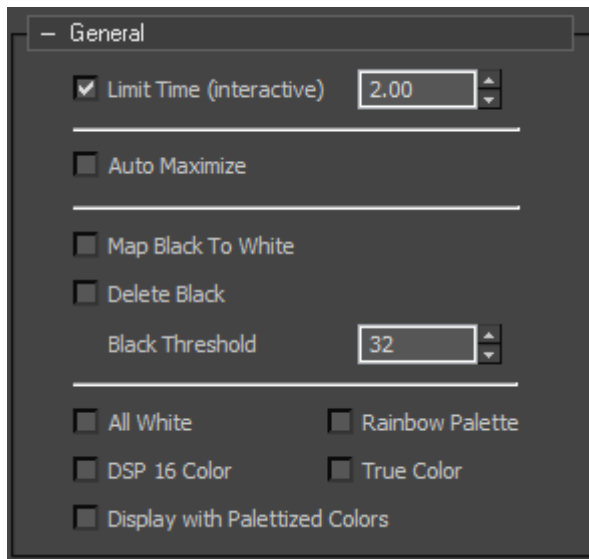 General
Limit Time (interactive) 2.00
Auto Maximize
Map Black To White
Delete Black
Black Threshold 32
All White Rainbow Palette
DSP 16 Color True Color
Display with Palettized Colors